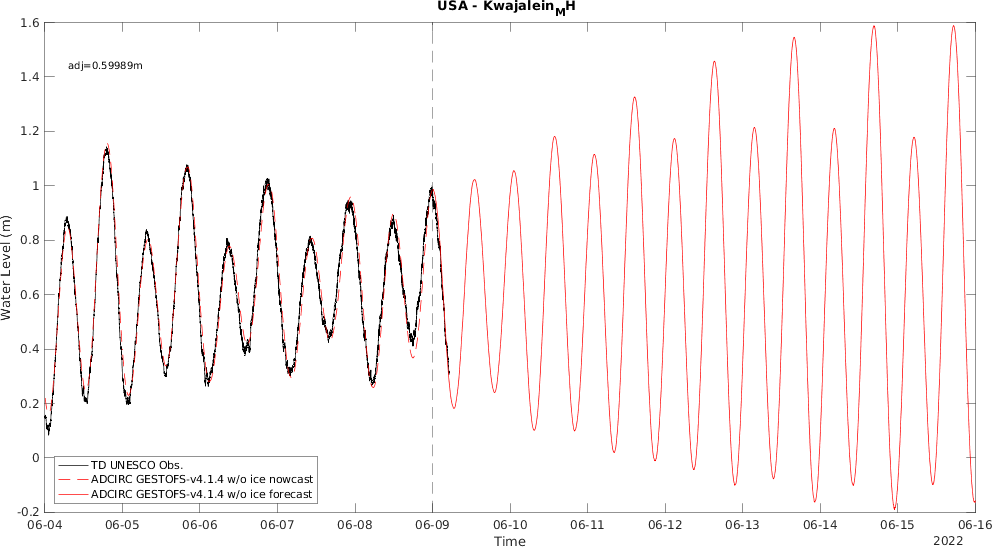 USA - Kwajalein_MH
adj=0.59989m
1.6
1.4
1.2
1
0.8
0.6
0.4
0.2
0
-0.2
Water Level (m)
TD UNESCO Obs.
ADCIRC GESTOFS-v4.1.4 w/o ice nowcast
ADCIRC GESTOFS-v4.1.4 w/o ice forecast
06-04 06-05 06-06 06-07 06-08 06-09 06-10 06-11 06-12 06-13 06-14 06-15 06-16
Time
2022